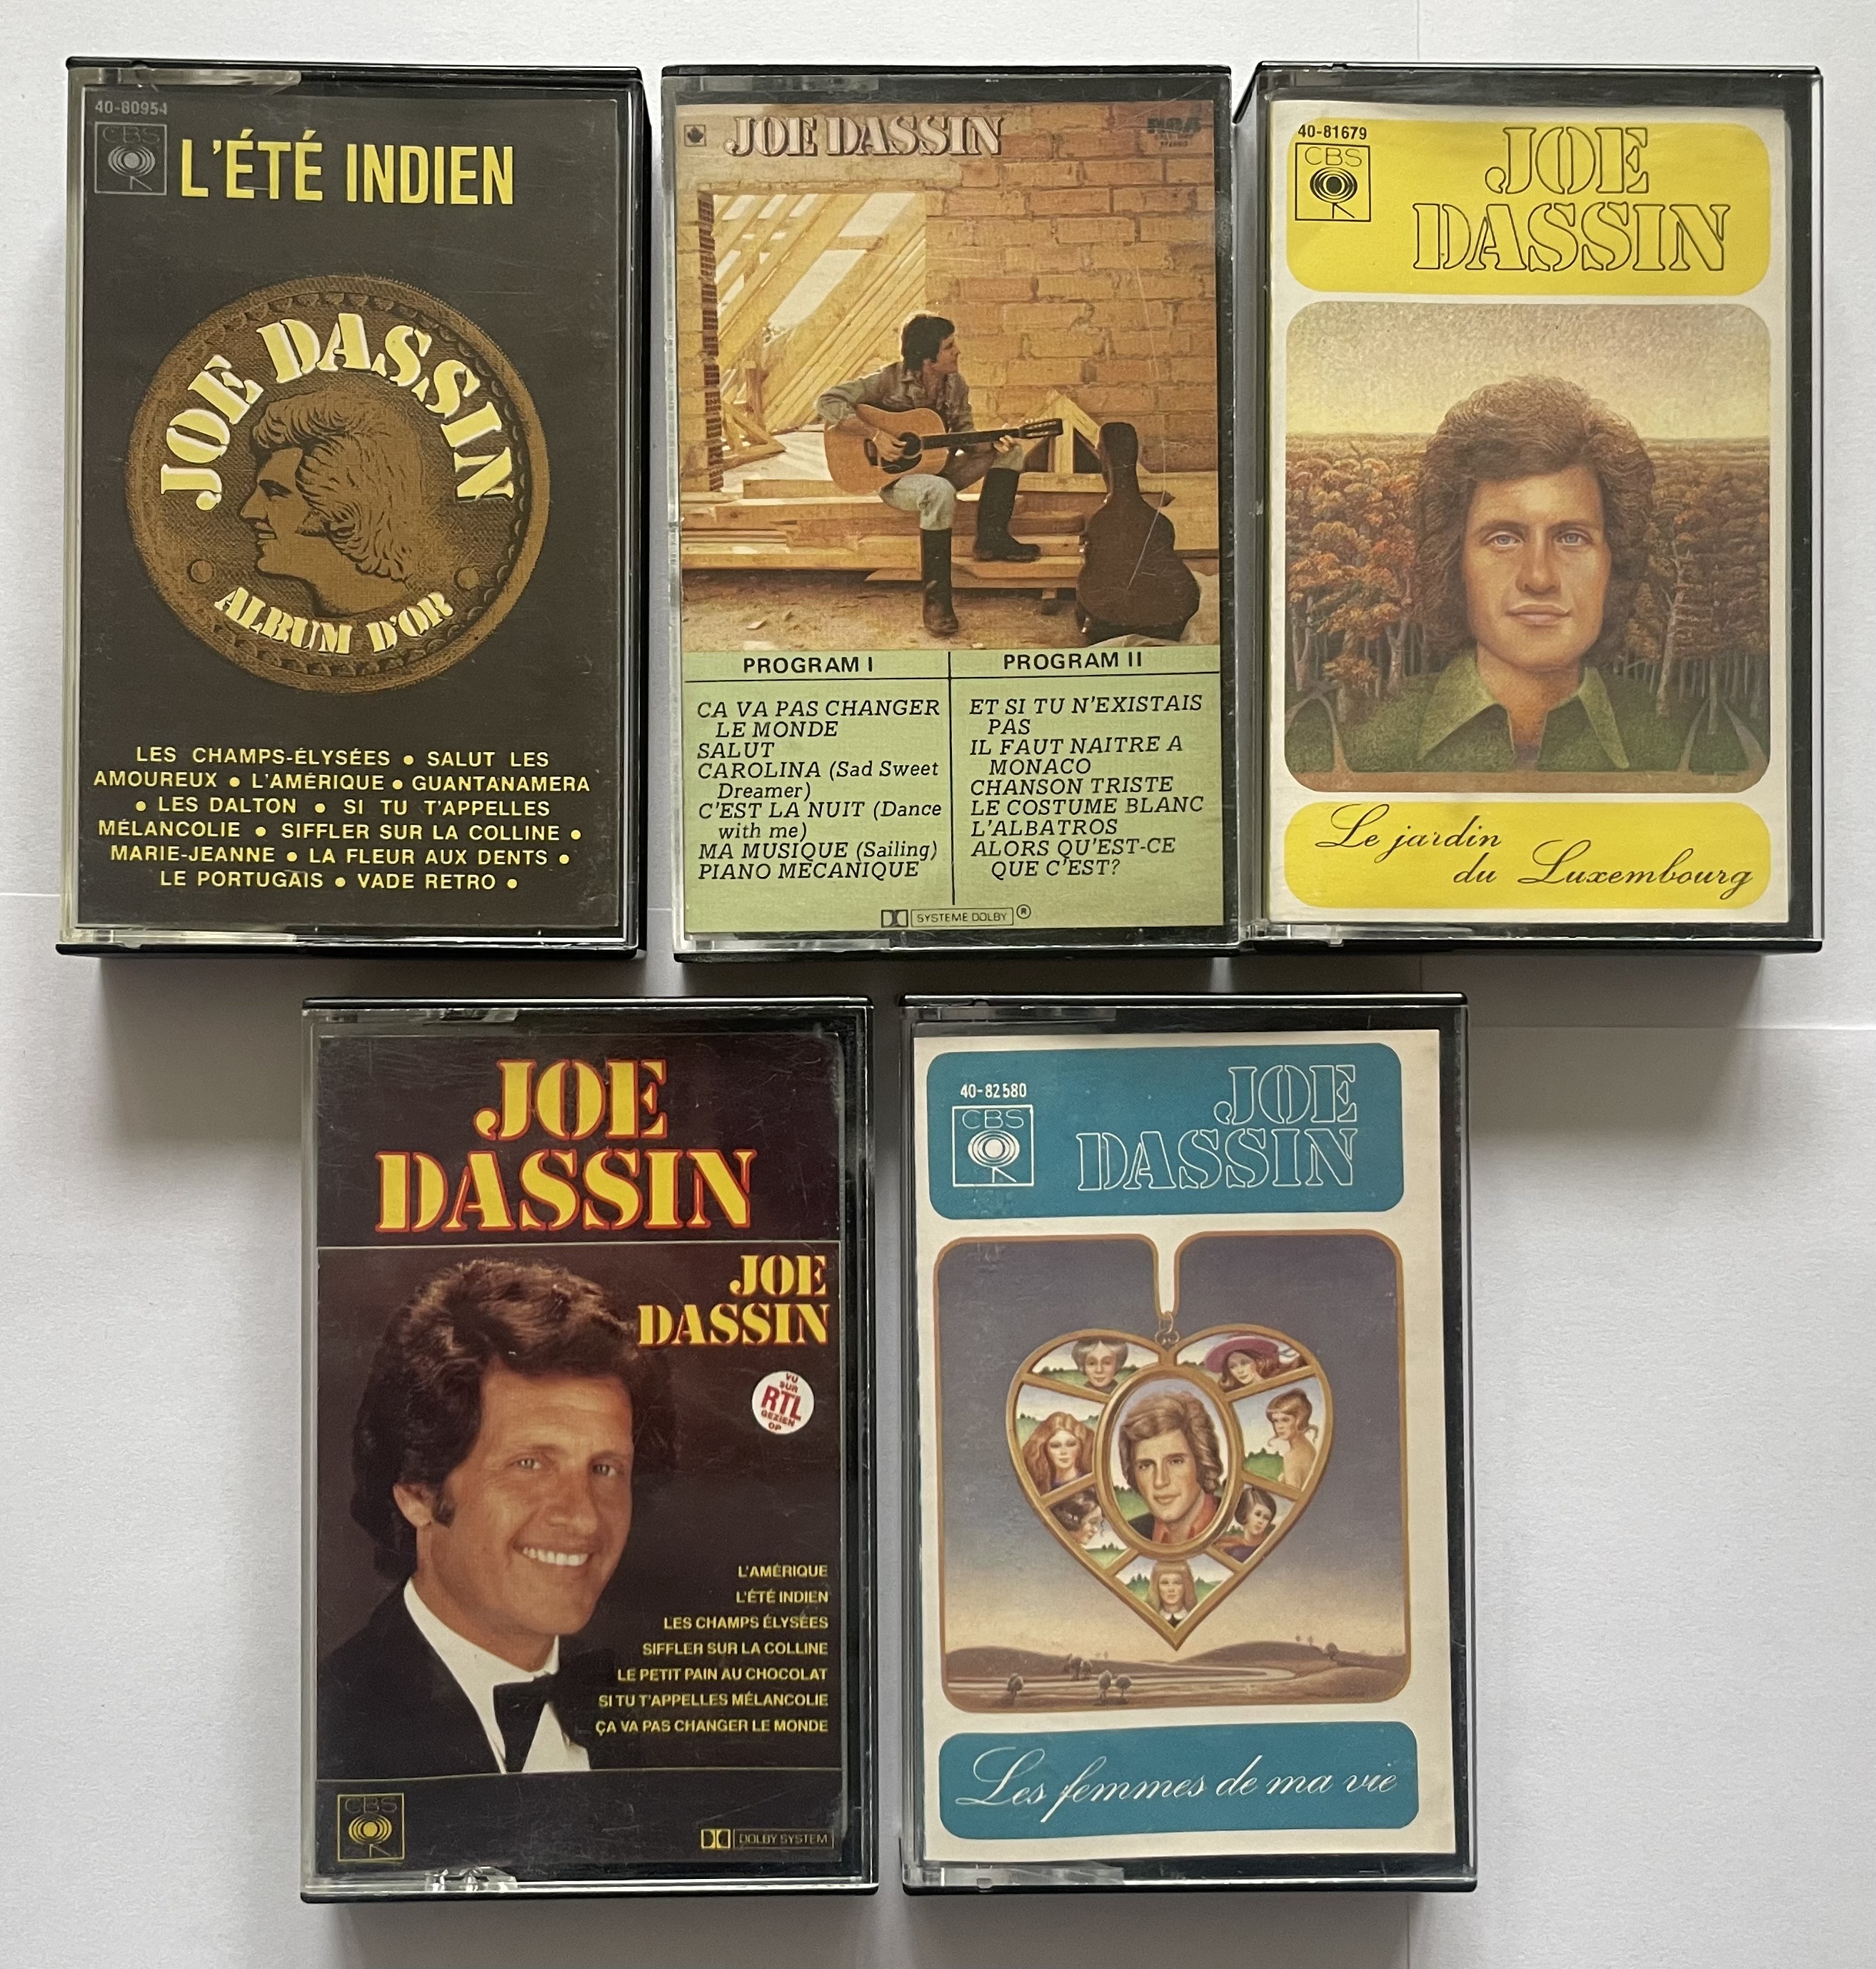 40-80954
CBS
L'ÉTÉ INDIEN
JOE DASSIN
ALBUM D'OR
LES CHAMPS-ÉLYSÉES • SALUT LES
AMOUREUX • L'AMÉRIQUE • GUANTANAMERA
• LES DALTON • SI TU T'APPELLES
MÉLANCOLIE • SIFFLER SUR LA COLLINE •
MARIE-JEANNE • LA FLEUR AUX DENTS •
LE PORTUGAIS • VADE RETRO •
JOE DASSIN
RCA
PROGRAM I
CA VA PAS CHANGER
LE MONDE
SALUT
CAROLINA (Sad Sweet
Dreamer)
C'EST LA NUIT (Dance
with me)
MA MUSIQUE (Sailing)
PIANO MECANIQUE
PROGRAM II
ET SI TU N'EXISTAIS
PAS
IL FAUT NAITRE A
MONACO
CHANSON TRISTE
LE COSTUME BLANC
L'ALBATROS
ALORS QU'EST-CE
QUE C'EST?
SYSTEME DOLBY ®
40-81679
CBS
JOE
DASSIN
Le jardin
du Luxembourg
JOE
DASSIN
JOE
DASSIN
VU
SUR
RTL
GEZIEN
OP
L'AMÉRIQUE
L'ÉTÉ INDIEN
LES CHAMPS ÉLYSÉES
SIFFLER SUR LA COLLINE
LE PETIT PAIN AU CHOCOLAT
SI TU T'APPELLES MÉLANCOLIE
ÇA VA PAS CHANGER LE MONDE
CBS
DOLBY SYSTEM
40-82580
CBS
JOE
DASSIN
Les femmes de ma vie